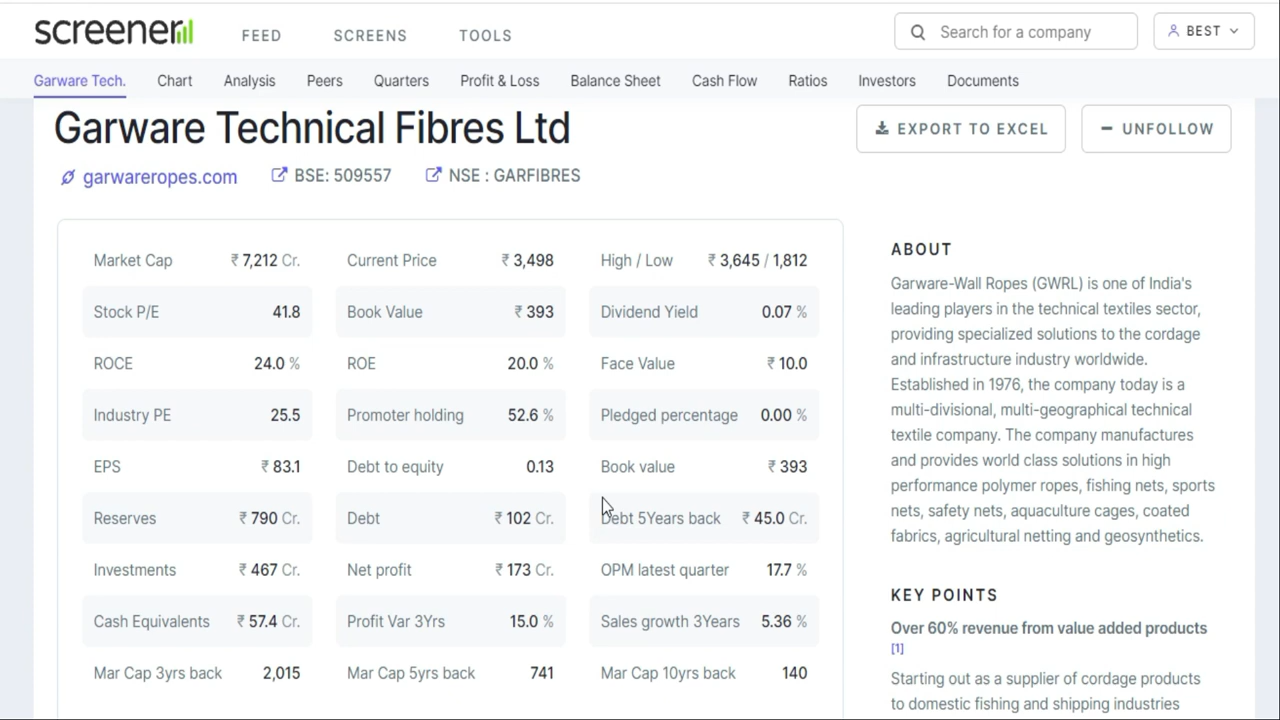 screener
FEED SCREENS TOOLS
Search for a company
BEST
Garware Tech. Chart Analysis Peers Quarters Profit & Loss Balance Sheet Cash Flow Ratios Investors Documents
Garware Technical Fibres Ltd
EXPORT TO EXCEL
UNFOLLOW
garwareropes.com BSE: 509557 NSE : GARFIBRES
Market Cap ₹ 7,212 Cr. Current Price ₹ 3,498 High / Low ₹ 3,645 / 1,812
Stock P/E 41.8 Book Value ₹ 393 Dividend Yield 0.07 %
ROCE 24.0 % ROE 20.0 % Face Value ₹ 10.0
Industry PE 25.5 Promoter holding 52.6 % Pledged percentage 0.00 %
EPS ₹ 83.1 Debt to equity 0.13 Book value ₹ 393
Reserves ₹ 790 Cr. Debt ₹ 102 Cr. Debt 5Years back ₹ 45.0 Cr.
Investments ₹ 467 Cr. Net profit ₹ 173 Cr. OPM latest quarter 17.7 %
Cash Equivalents ₹ 57.4 Cr. Profit Var 3Yrs 15.0 % Sales growth 3Years 5.36 %
Mar Cap 3yrs back 2,015 Mar Cap 5yrs back 741 Mar Cap 10yrs back 140
ABOUT
Garware-Wall Ropes (GWRL) is one of India's
leading players in the technical textiles sector,
providing specialized solutions to the cordage
and infrastructure industry worldwide.
Established in 1976, the company today is a
multi-divisional, multi-geographical technical
textile company. The company manufactures
and provides world class solutions in high
performance polymer ropes, fishing nets, sports
nets, safety nets, aquaculture cages, coated
fabrics, agricultural netting and geosynthetics.
KEY POINTS
Over 60% revenue from value added products
[1]
Starting out as a supplier of cordage products
to domestic fishing and shipping industries